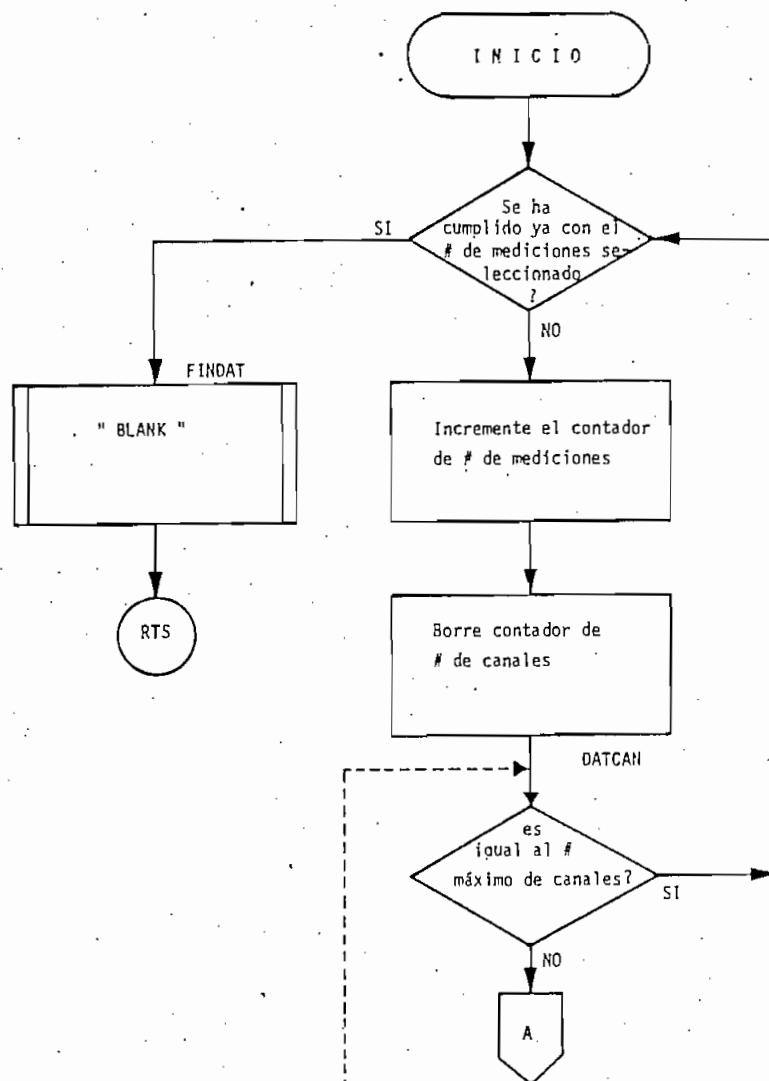 I N I C I O
Se ha
cumplido ya con el
# de mediciones se-
leccionado
?
SI
NO
FINDAT
" BLANK "
Incremente el contador
de # de mediciones
RTS
Borre contador de
# de canales
DATCAN
es
igual al #
máximo de canales?
SI
NO
A